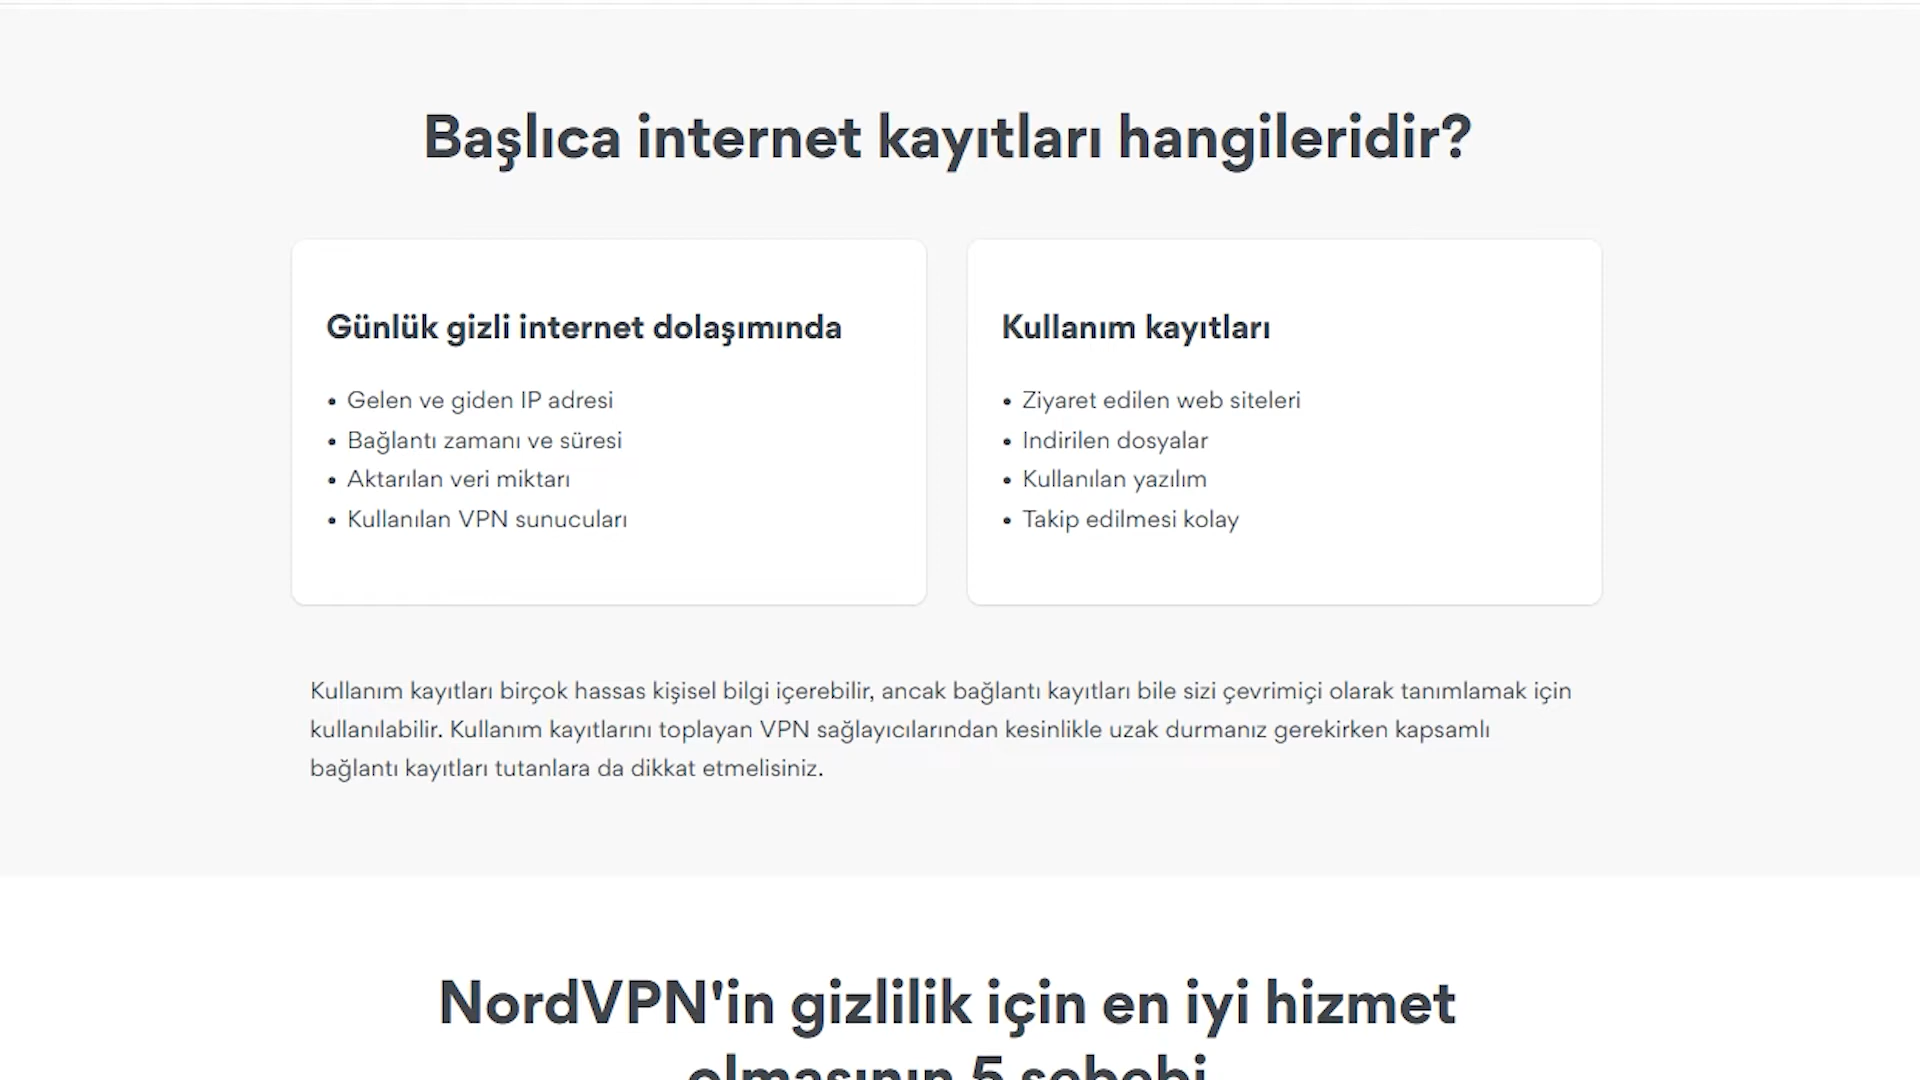 Başlıca internet kayıtları hangileridir?
Günlük gizli internet dolaşımında
• Gelen ve giden IP adresi
• Bağlantı zamanı ve süresi
• Aktarılan veri miktarı
• Kullanılan VPN sunucuları
Kullanım kayıtları
• Ziyaret edilen web siteleri
• Indirilen dosyalar
• Kullanılan yazılım
• Takip edilmesi kolay
Kullanım kayıtları birçok hassas kişisel bilgi içerebilir, ancak bağlantı kayıtları bile sizi çevrimiçi olarak tanımlamak için
kullanılabilir. Kullanım kayıtlarını toplayan VPN sağlayıcılarından kesinlikle uzak durmanız gerekirken kapsamlı
bağlantı kayıtları tutanlara da dikkat etmelisiniz.
NordVPN'in gizlilik için en iyi hizmet
olmasının 5 sebebi